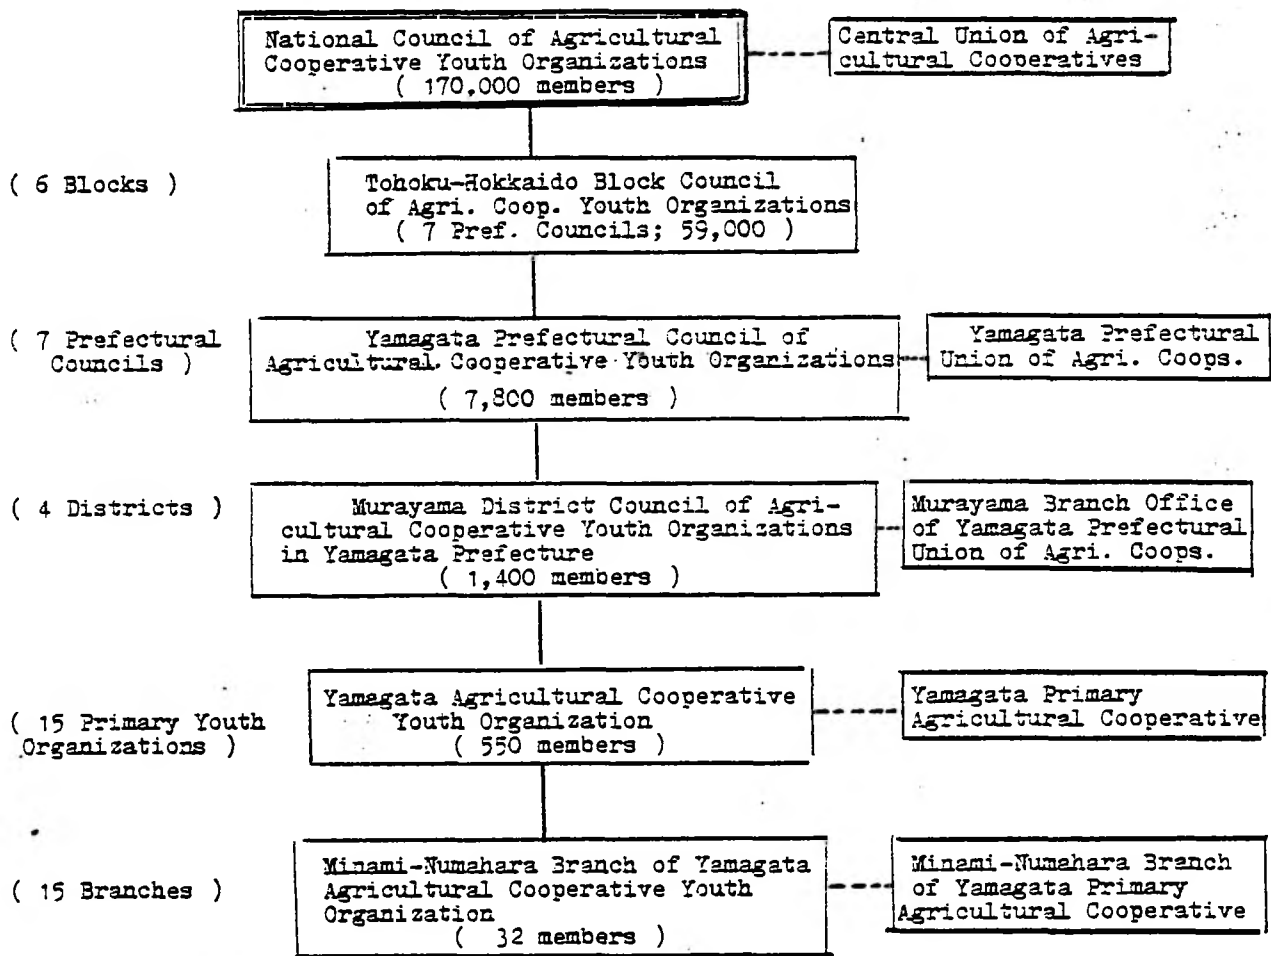 National Council of Agricultural
Cooperative Youth Organizations
( 170,000 members )
Central Union of Agri-
cultural Cooperatives
( 6 Blocks )
Tohoku-Hokkaido Block Council
of Agri. Coop. Youth Organizations
( 7 Pref. Councils; 59,000 )
( 7 Prefectural
Councils )
Yamagata Prefectural Council of
Agricultural Cooperative Youth Organizations
( 7,800 members )
Yamagata Prefectural
Union of Agri. Coops.
( 4 Districts )
Murayama District Council of Agri-
cultural Cooperative Youth Organizations
in Yamagata Prefecture
( 1,400 members )
Murayama Branch Office
of Yamagata Prefectural
Union of Agri. Coops.
( 15 Primary Youth
Organizations )
Yamagata Agricultural Cooperative
Youth Organization
( 550 members )
Yamagata Primary
Agricultural Cooperative
( 15 Branches )
Minami-Numahara Branch of Yamagata
Agricultural Cooperative Youth
Organization
( 32 members )
Minami-Numahara Branch
of Yamagata Primary
Agricultural Cooperative